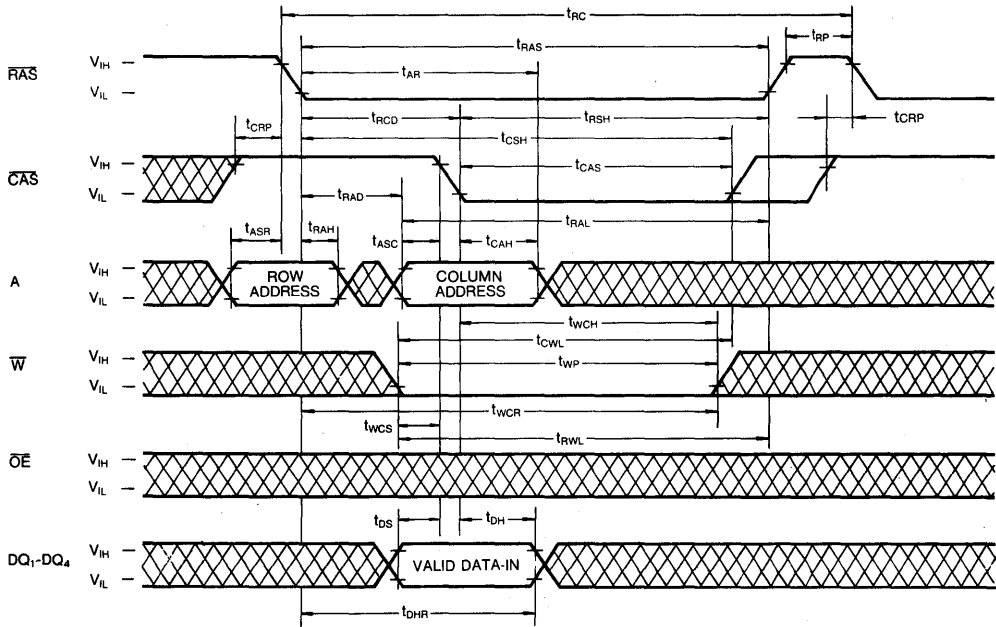 tRC
tRP
tRAS
tAR
RAS
VIH
VIL
tCRP
tRCD
tRSH
tCRP
tCSH
CAS
VIH
VIL
tCAS
tRAD
tRAL
tASR
tRAH
tASC
tCAH
A
VIH
VIL
ROW ADDRESS
COLUMN ADDRESS
tWCH
tCWL
W
VIH
VIL
tWP
tWCR
tWCS
tRWL
OE
VIH
VIL
tDS
tDH
DQ1-DQ4
VIH
VIL
VALID DATA-IN
tDHR